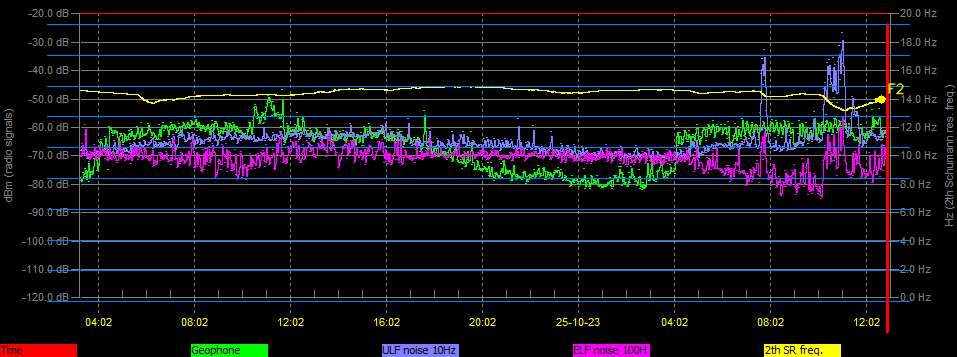 -20.0 dB 20.0 Hz
-30.0 dB 18.0 Hz
-40.0 dB 16.0 Hz
F2
-50.0 dB 14.0 Hz
-60.0 dB 12.0 Hz
-70.0 dB 10.0 Hz
-80.0 dB 8.0 Hz
-90.0 dB 6.0 Hz
-100.0 dB 4.0 Hz
-110.0 dB 2.0 Hz
-120.0 dB 0.0 Hz
dBm (radio signals)
Hz (2th Schumann res. freq.)
04:02 08:02 12:02 16:02 20:02 25-10-23 04:02 08:02 12:02
Time Geophone ULF noise 10Hz ELF noise 100H 2th SR freq.